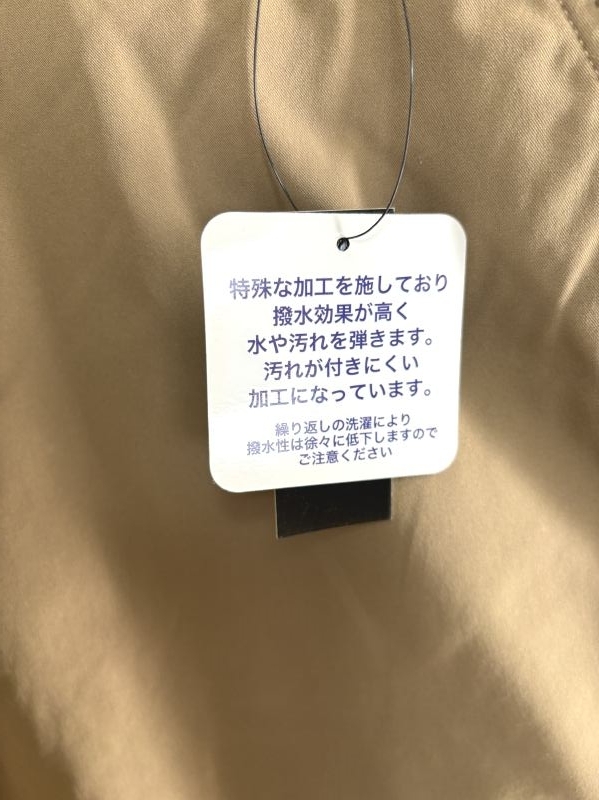 特殊な加工を施しており
撥水効果が高く
水や汚れを弾きます。
汚れが付きにくい
加工になっています。
繰り返しの洗濯により
撥水性は徐々に低下しますので
ご注意ください